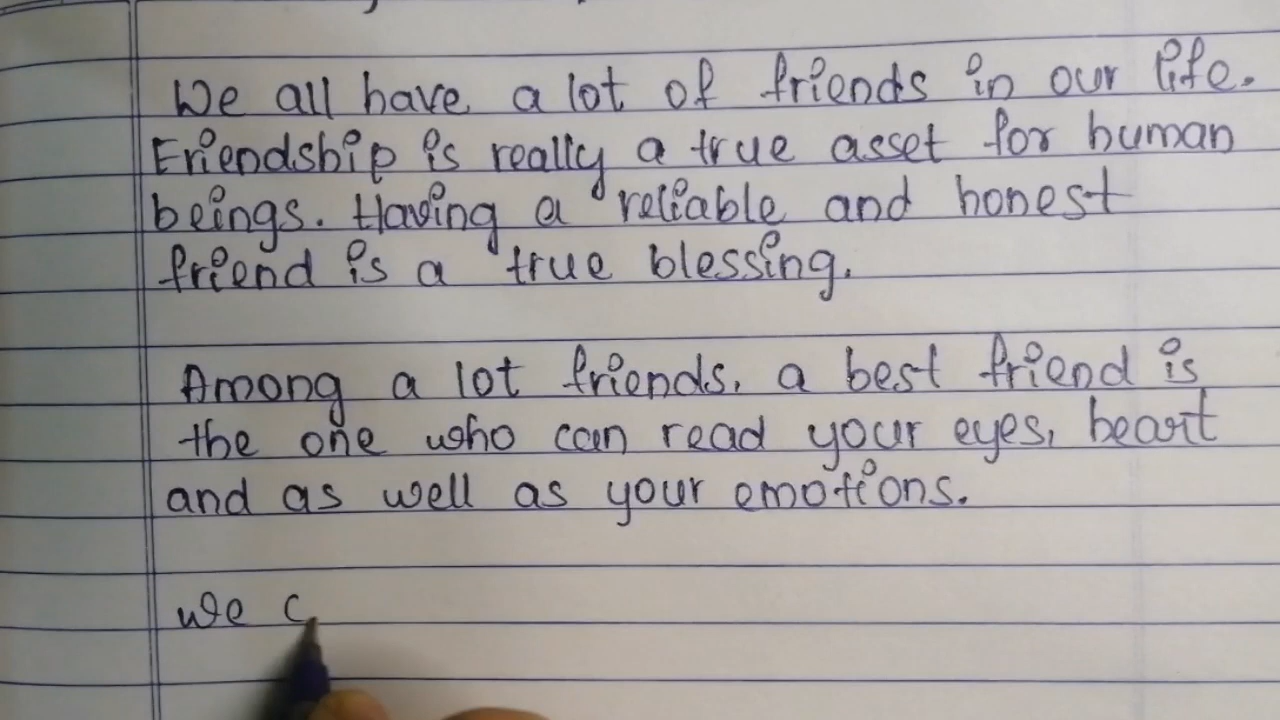 We all have a lot of friends in our life.
Friendship is really a true asset for human
beings. Having a reliable and honest
friend is a true blessing.
Among a lot friends, a best friend is
the one who can read your eyes, heart
and as well as your emotions.
We c